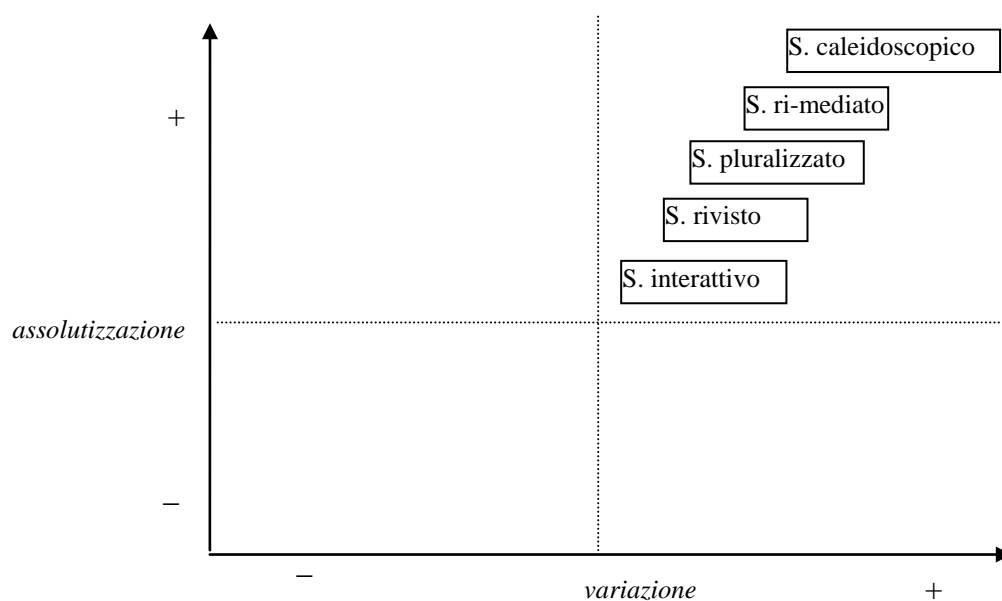 S. caleidoscopico
+
S. ri-mediato
S. pluralizzato
S. rivisto
S. interattivo
assolutizzazione
–
–
variazione
+